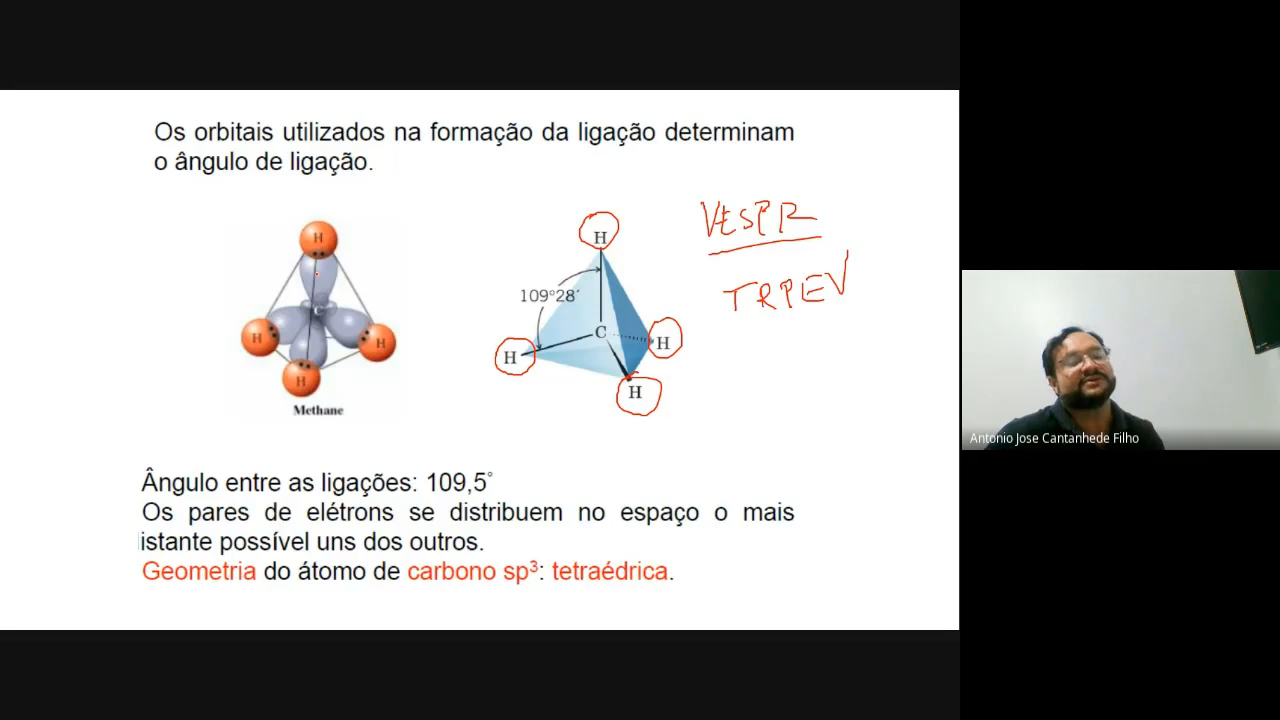 Os orbitais utilizados na formação da ligação determinam
o ângulo de ligação.
H
H
H
H
C
Methane
H
109°28´
C
H
H
H
VESPR
TRPEV
Ângulo entre as ligações: 109,5°
Os pares de elétrons se distribuem no espaço o mais
istante possível uns dos outros.
Geometria do átomo de carbono sp³: tetraédrica.
Antonio Jose Cantanhede Filho